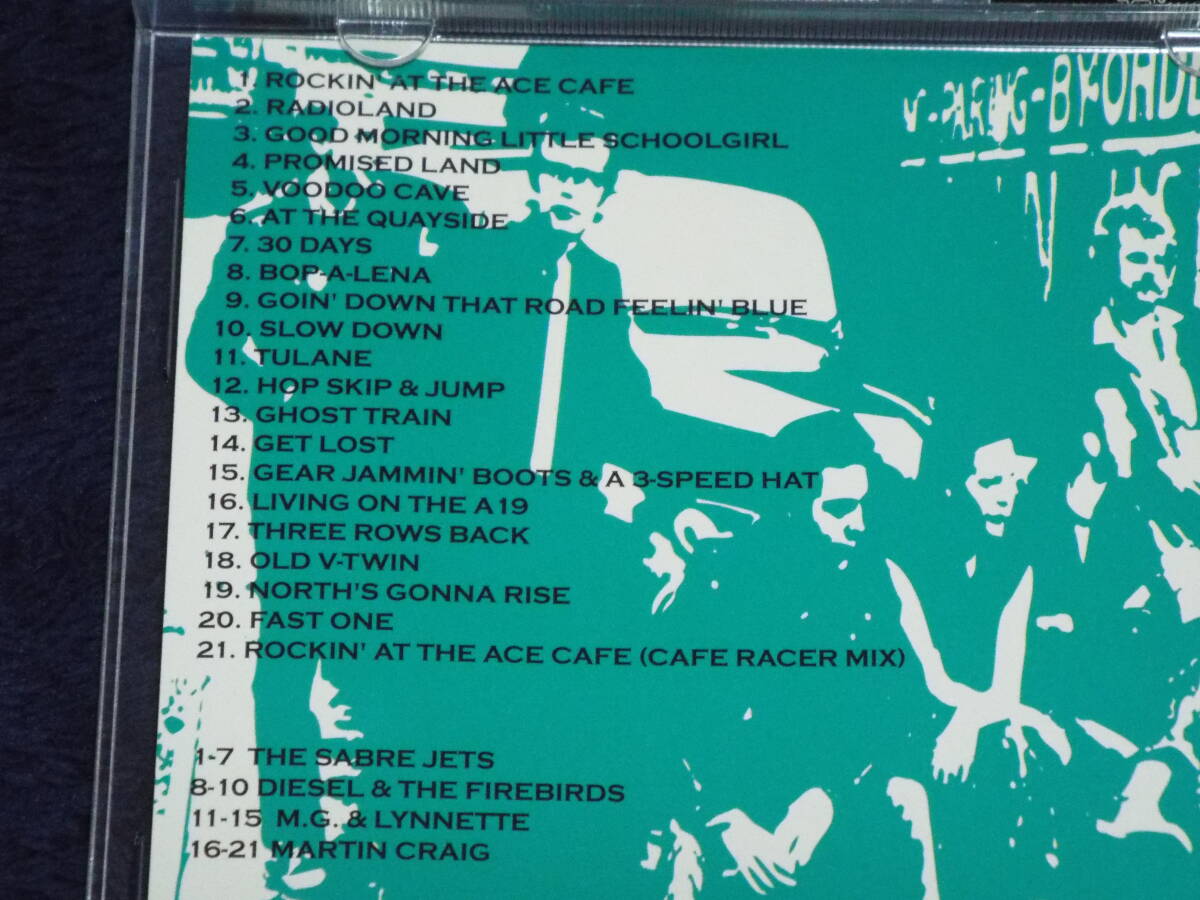 1. ROCKIN' AT THE ACE CAFE
2. RADIOLAND
3. GOOD MORNING LITTLE SCHOOLGIRL
4. PROMISED LAND
5. VOODOO CAVE
6. AT THE QUAYSIDE
7. 30 DAYS
8. BOP-A-LENA
9. GOIN' DOWN THAT ROAD FEELIN' BLUE
10. SLOW DOWN
11. TULANE
12. HOP SKIP & JUMP
13. GHOST TRAIN
14. GET LOST
15. GEAR JAMMIN' BOOTS & A 3-SPEED HAT
16. LIVING ON THE A19
17. THREE ROWS BACK
18. OLD V-TWIN
19. NORTH'S GONNA RISE
20. FAST ONE
21. ROCKIN' AT THE ACE CAFE (CAFE RACER MIX)
1-7 THE SABRE JETS
8-10 DIESEL & THE FIREBIRDS
11-15 M.G. & LYNNETTE
16-21 MARTIN CRAIG